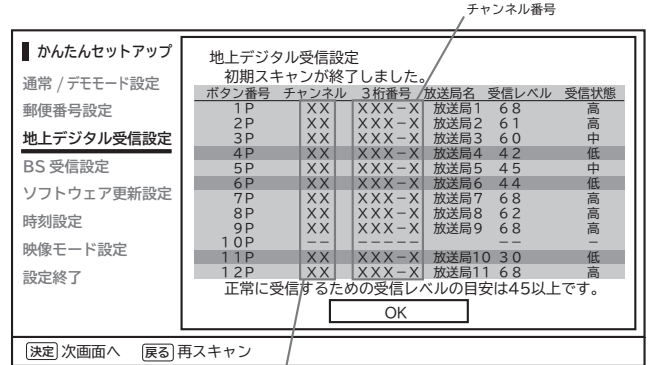 チャンネル番号
かんたんセットアップ
通常 / デモモード設定
郵便番号設定
地上デジタル受信設定
BS 受信設定
ソフトウェア更新設定
時刻設定
映像モード設定
設定終了
地上デジタル受信設定
初期スキャンが終了しました。
ボタン番号 チャンネル 3桁番号 放送局名 受信レベル 受信状態
1P XX XXX-X 放送局1 68 高
2P XX XXX-X 放送局2 61 高
3P XX XXX-X 放送局3 60 中
4P XX XXX-X 放送局4 42 低
5P XX XXX-X 放送局5 45 中
6P XX XXX-X 放送局6 44 低
7P XX XXX-X 放送局7 68 高
8P XX XXX-X 放送局8 62 高
9P XX XXX-X 放送局9 68 高
10P -- ----- -- -
11P XX XXX-X 放送局10 30 低
12P XX XXX-X 放送局11 68 高
正常に受信するための受信レベルの目安は45以上です。
OK
決定 次画面へ 戻る 再スキャン